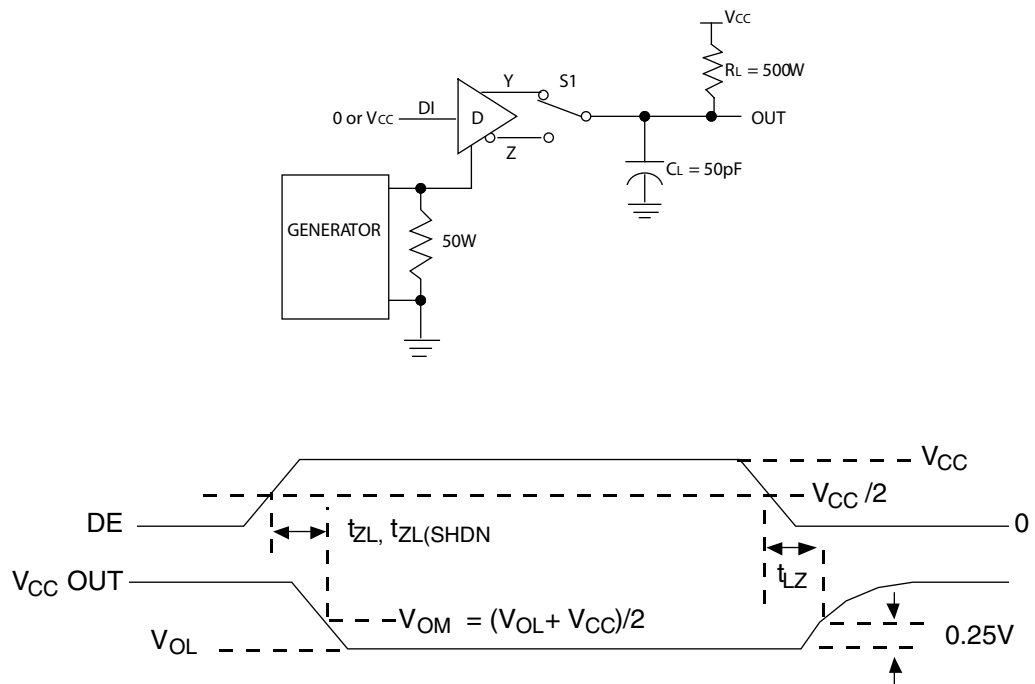 VCC
RL = 500W
Y
S1
0 or VCC
DI
D
OUT
Z
CL = 50pF
GENERATOR
50W
VCC
VCC /2
DE
tZL, tZL(SHDN
0
VCC OUT
tLZ
VOM = (VOL+ VCC)/2
VOL
0.25V